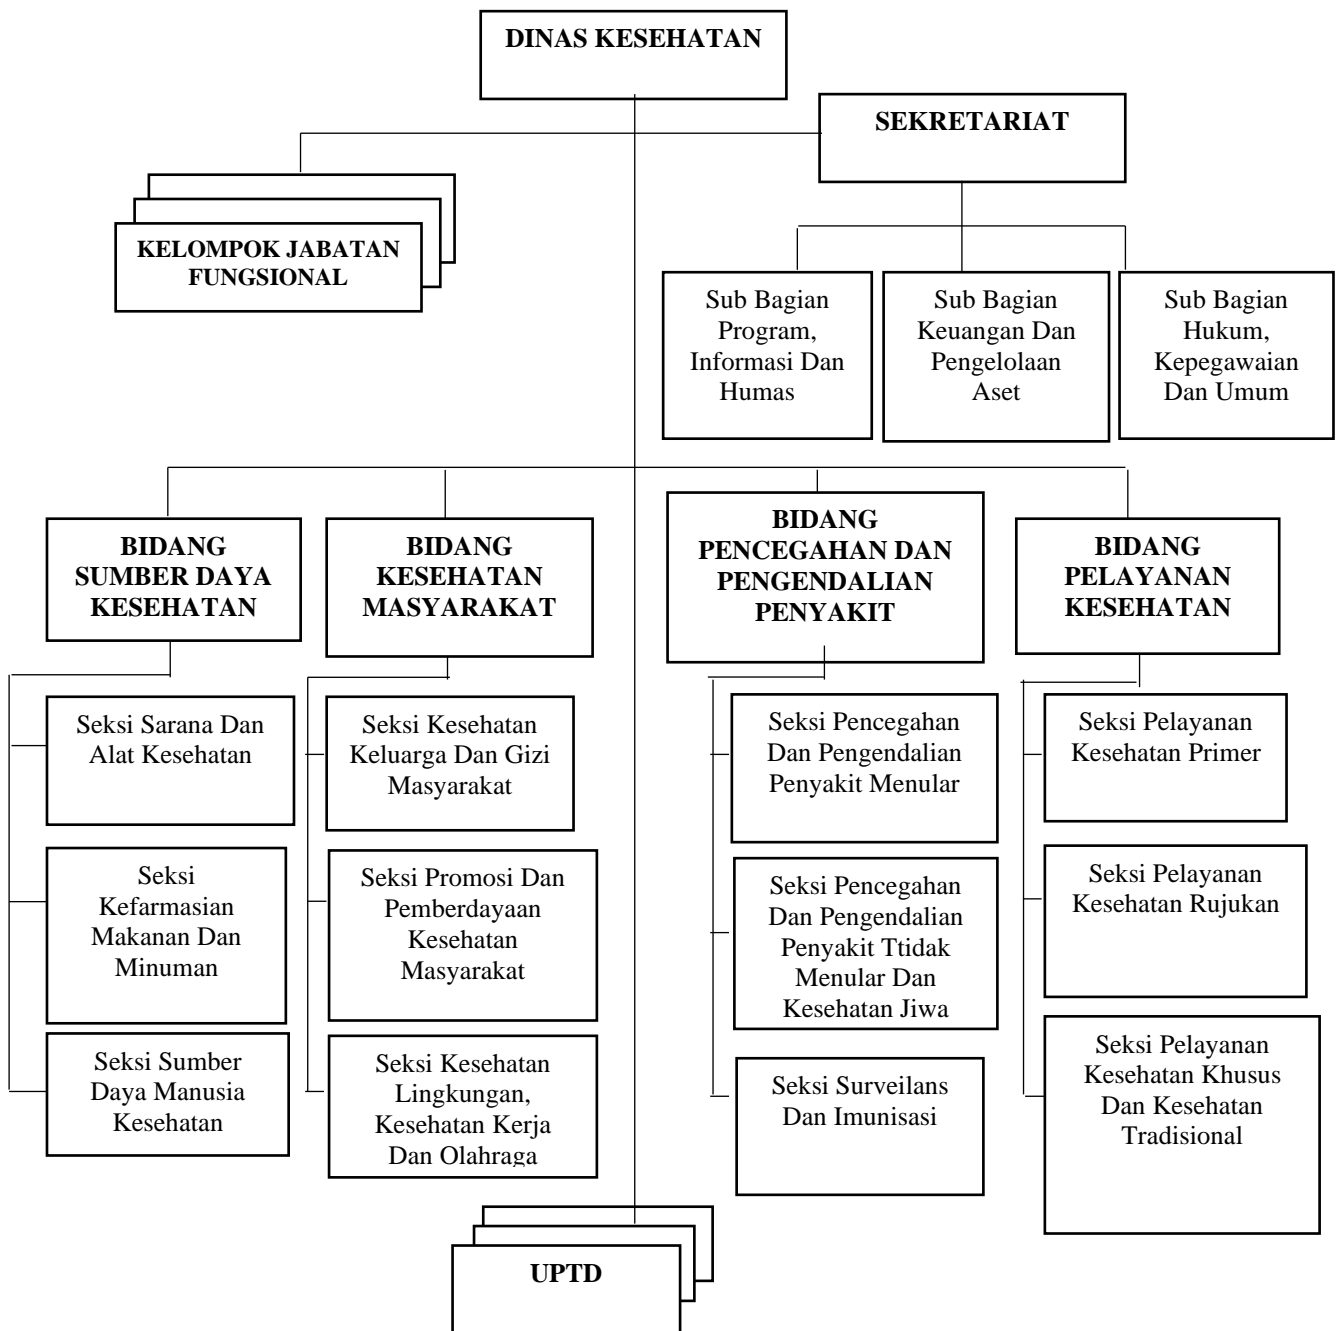 DINAS KESEHATAN
SEKRETARIAT
KELOMPOK JABATAN
FUNGSIONAL
Sub Bagian
Program,
Informasi Dan
Humas
Sub Bagian
Keuangan Dan
Pengelolaan
Aset
Sub Bagian
Hukum,
Kepegawaian
Dan Umum
BIDANG
SUMBER DAYA
KESEHATAN
BIDANG
KESEHATAN
MASYARAKAT
BIDANG
PENCEGAHAN DAN
PENGENDALIAN
PENYAKIT
BIDANG
PELAYANAN
KESEHATAN
Seksi Sarana Dan
Alat Kesehatan
Seksi Kesehatan
Keluarga Dan Gizi
Masyarakat
Seksi Pencegahan
Dan Pengendalian
Penyakit Menular
Seksi Pelayanan
Kesehatan Primer
Seksi
Kefarmasian
Makanan Dan
Minuman
Seksi Promosi Dan
Pemberdayaan
Kesehatan
Masyarakat
Seksi Pencegahan
Dan Pengendalian
Penyakit Ttidak
Menular Dan
Kesehatan Jiwa
Seksi Pelayanan
Kesehatan Rujukan
Seksi Sumber
Daya Manusia
Kesehatan
Seksi Kesehatan
Lingkungan,
Kesehatan Kerja
Dan Olahraga
Seksi Surveilans
Dan Imunisasi
Seksi Pelayanan
Kesehatan Khusus
Dan Kesehatan
Tradisional
UPTD